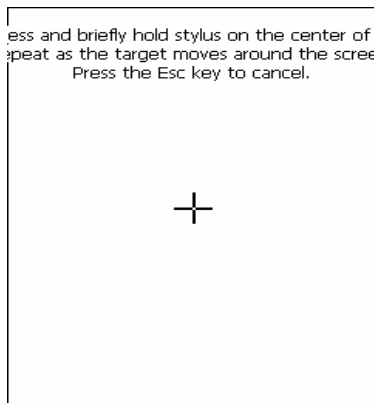 ess and briefly hold stylus on the center of
epeat as the target moves around the scree
Press the Esc key to cancel.